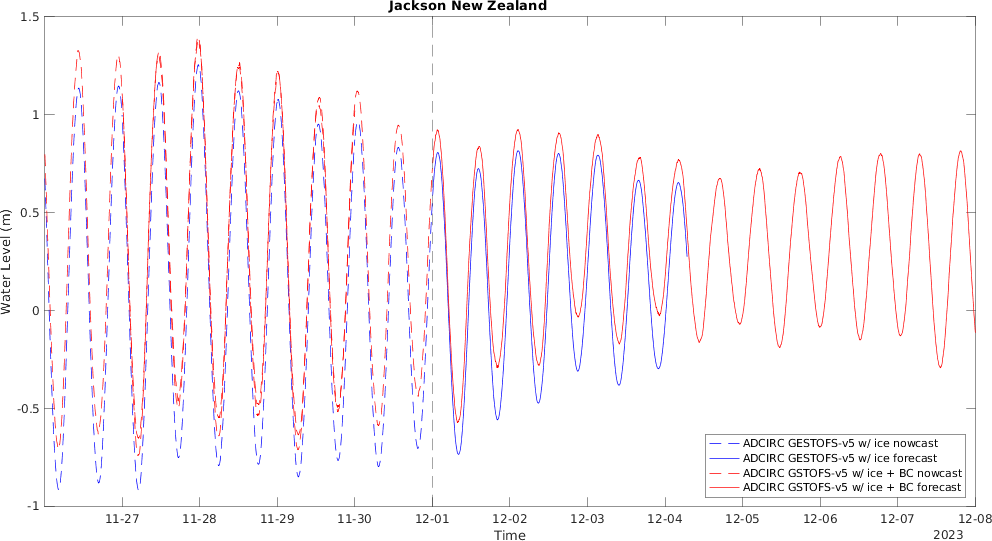 Jackson New Zealand
1.5
1
0.5
0
-0.5
-1
Water Level (m)
11-27 11-28 11-29 11-30 12-01 12-02 12-03 12-04 12-05 12-06 12-07 12-08
Time
2023
ADCIRC GESTOFS-v5 w/ ice nowcast
ADCIRC GESTOFS-v5 w/ ice forecast
ADCIRC GSTOFS-v5 w/ ice + BC nowcast
ADCIRC GSTOFS-v5 w/ ice + BC forecast